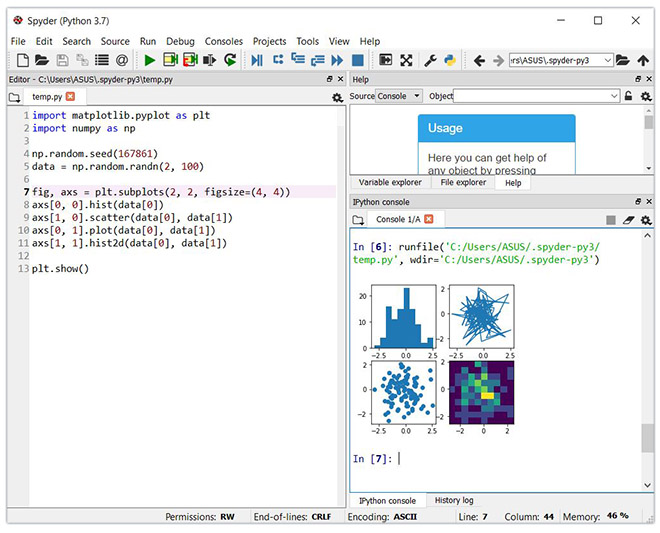 Spyder (Python 3.7)
File Edit Search Source Run Debug Consoles Projects Tools View Help
rs\ASUS\.spyder-py3
Editor - C:\Users\ASUS\.spyder-py3\temp.py
temp.py
1 import matplotlib.pyplot as plt
2 import numpy as np
3
4 np.random.seed(167861)
5 data = np.random.randn(2, 100)
6
7 fig, axs = plt.subplots(2, 2, figsize=(4, 4))
8 axs[0, 0].hist(data[0])
9 axs[1, 0].scatter(data[0], data[1])
10 axs[0, 1].plot(data[0], data[1])
11 axs[1, 1].hist2d(data[0], data[1])
12
13 plt.show()
Help
Source Console Object
Usage
Here you can get help of
any object by pressing
Variable explorer File explorer Help
IPython console
Console 1/A
In [6]: runfile('C:/Users/ASUS/.spyder-py3/
temp.py', wdir='C:/Users/ASUS/.spyder-py3')
20
10
0
-2.5 0.0 2.5
2
0
-2
-2.5 0.0 2.5
2
0
-2
-2.5 0.0 2.5
2
0
-2
-2 0 2
In [7]:
IPython console History log
Permissions: RW End-of-lines: CRLF Encoding: ASCII Line: 7 Column: 44 Memory: 46 %